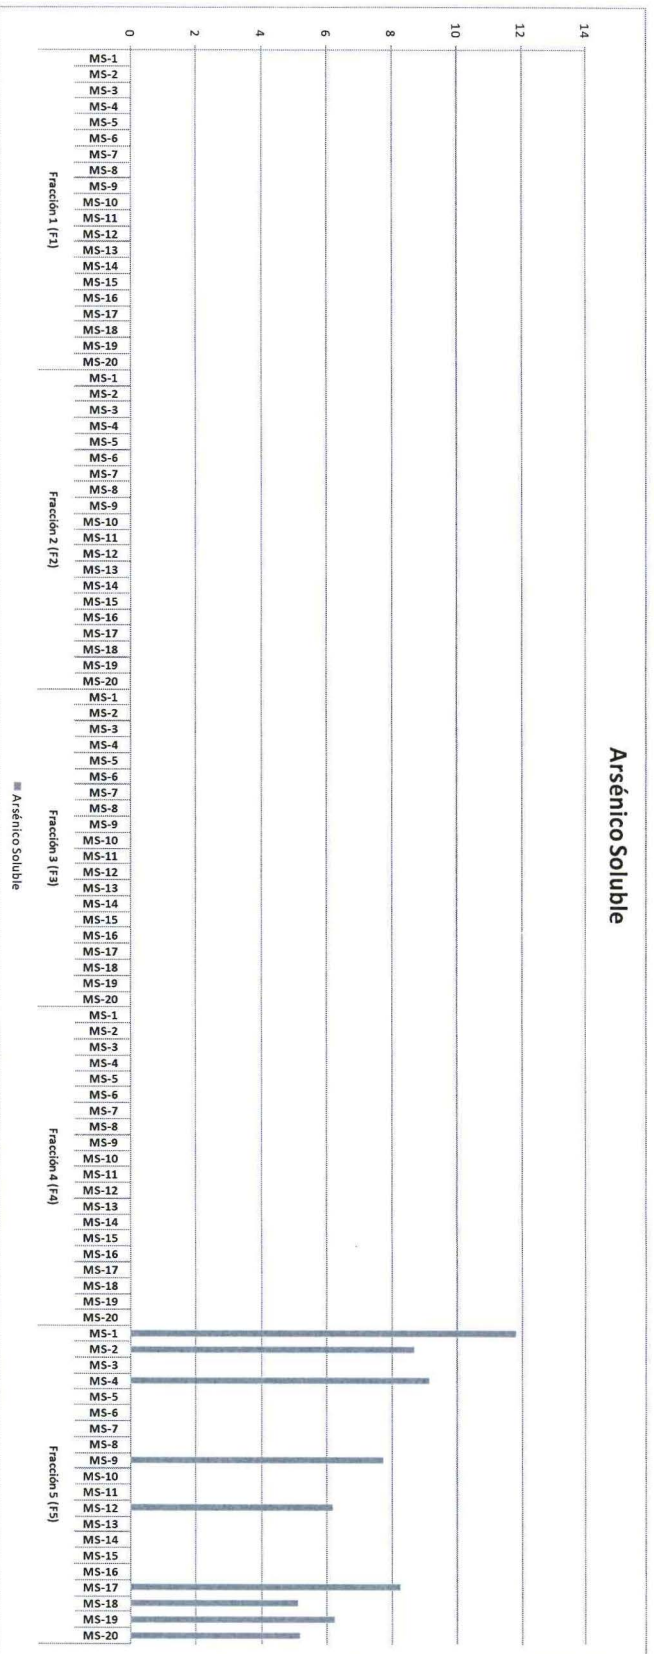 Arsénico Soluble
14
12
10
8
6
4
2
0
MS-1
MS-2
MS-3
MS-4
MS-5
MS-6
MS-7
MS-8
MS-9
MS-10
MS-11
MS-12
MS-13
MS-14
MS-15
MS-16
MS-17
MS-18
MS-19
MS-20
MS-1
MS-2
MS-3
MS-4
MS-5
MS-6
MS-7
MS-8
MS-9
MS-10
MS-11
MS-12
MS-13
MS-14
MS-15
MS-16
MS-17
MS-18
MS-19
MS-20
MS-1
MS-2
MS-3
MS-4
MS-5
MS-6
MS-7
MS-8
MS-9
MS-10
MS-11
MS-12
MS-13
MS-14
MS-15
MS-16
MS-17
MS-18
MS-19
MS-20
MS-1
MS-2
MS-3
MS-4
MS-5
MS-6
MS-7
MS-8
MS-9
MS-10
MS-11
MS-12
MS-13
MS-14
MS-15
MS-16
MS-17
MS-18
MS-19
MS-20
MS-1
MS-2
MS-3
MS-4
MS-5
MS-6
MS-7
MS-8
MS-9
MS-10
MS-11
MS-12
MS-13
MS-14
MS-15
MS-16
MS-17
MS-18
MS-19
MS-20
Fracción 1 (F1)
Fracción 2 (F2)
Fracción 3 (F3)
Fracción 4 (F4)
Fracción 5 (F5)
Arsénico Soluble